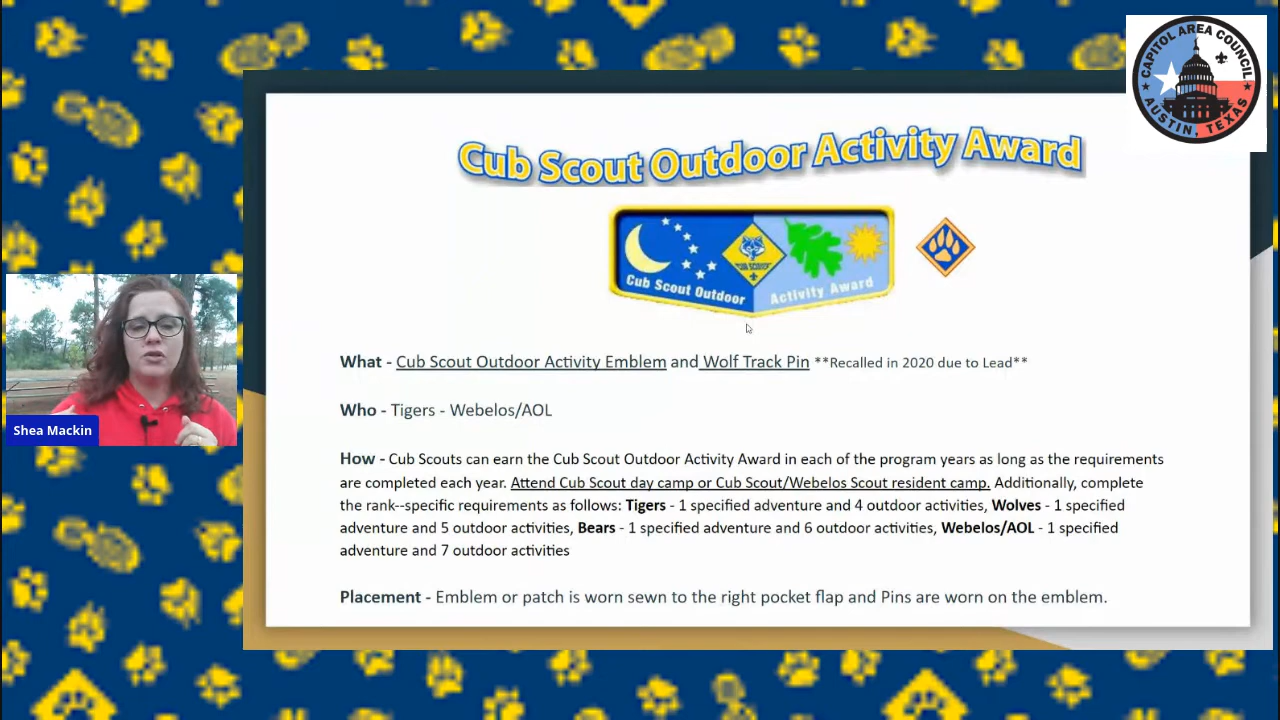 CAPITOL AREA COUNCIL
AUSTIN, TEXAS
Cub Scout Outdoor Activity Award
CUB SCOUTS
Cub Scout Outdoor Activity Award
What - Cub Scout Outdoor Activity Emblem and Wolf Track Pin **Recalled in 2020 due to Lead**
Who - Tigers - Webelos/AOL
How - Cub Scouts can earn the Cub Scout Outdoor Activity Award in each of the program years as long as the requirements
are completed each year. Attend Cub Scout day camp or Cub Scout/Webelos Scout resident camp. Additionally, complete
the rank--specific requirements as follows: Tigers - 1 specified adventure and 4 outdoor activities, Wolves - 1 specified
adventure and 5 outdoor activities, Bears - 1 specified adventure and 6 outdoor activities, Webelos/AOL - 1 specified
adventure and 7 outdoor activities
Placement - Emblem or patch is worn sewn to the right pocket flap and Pins are worn on the emblem.
Shea Mackin